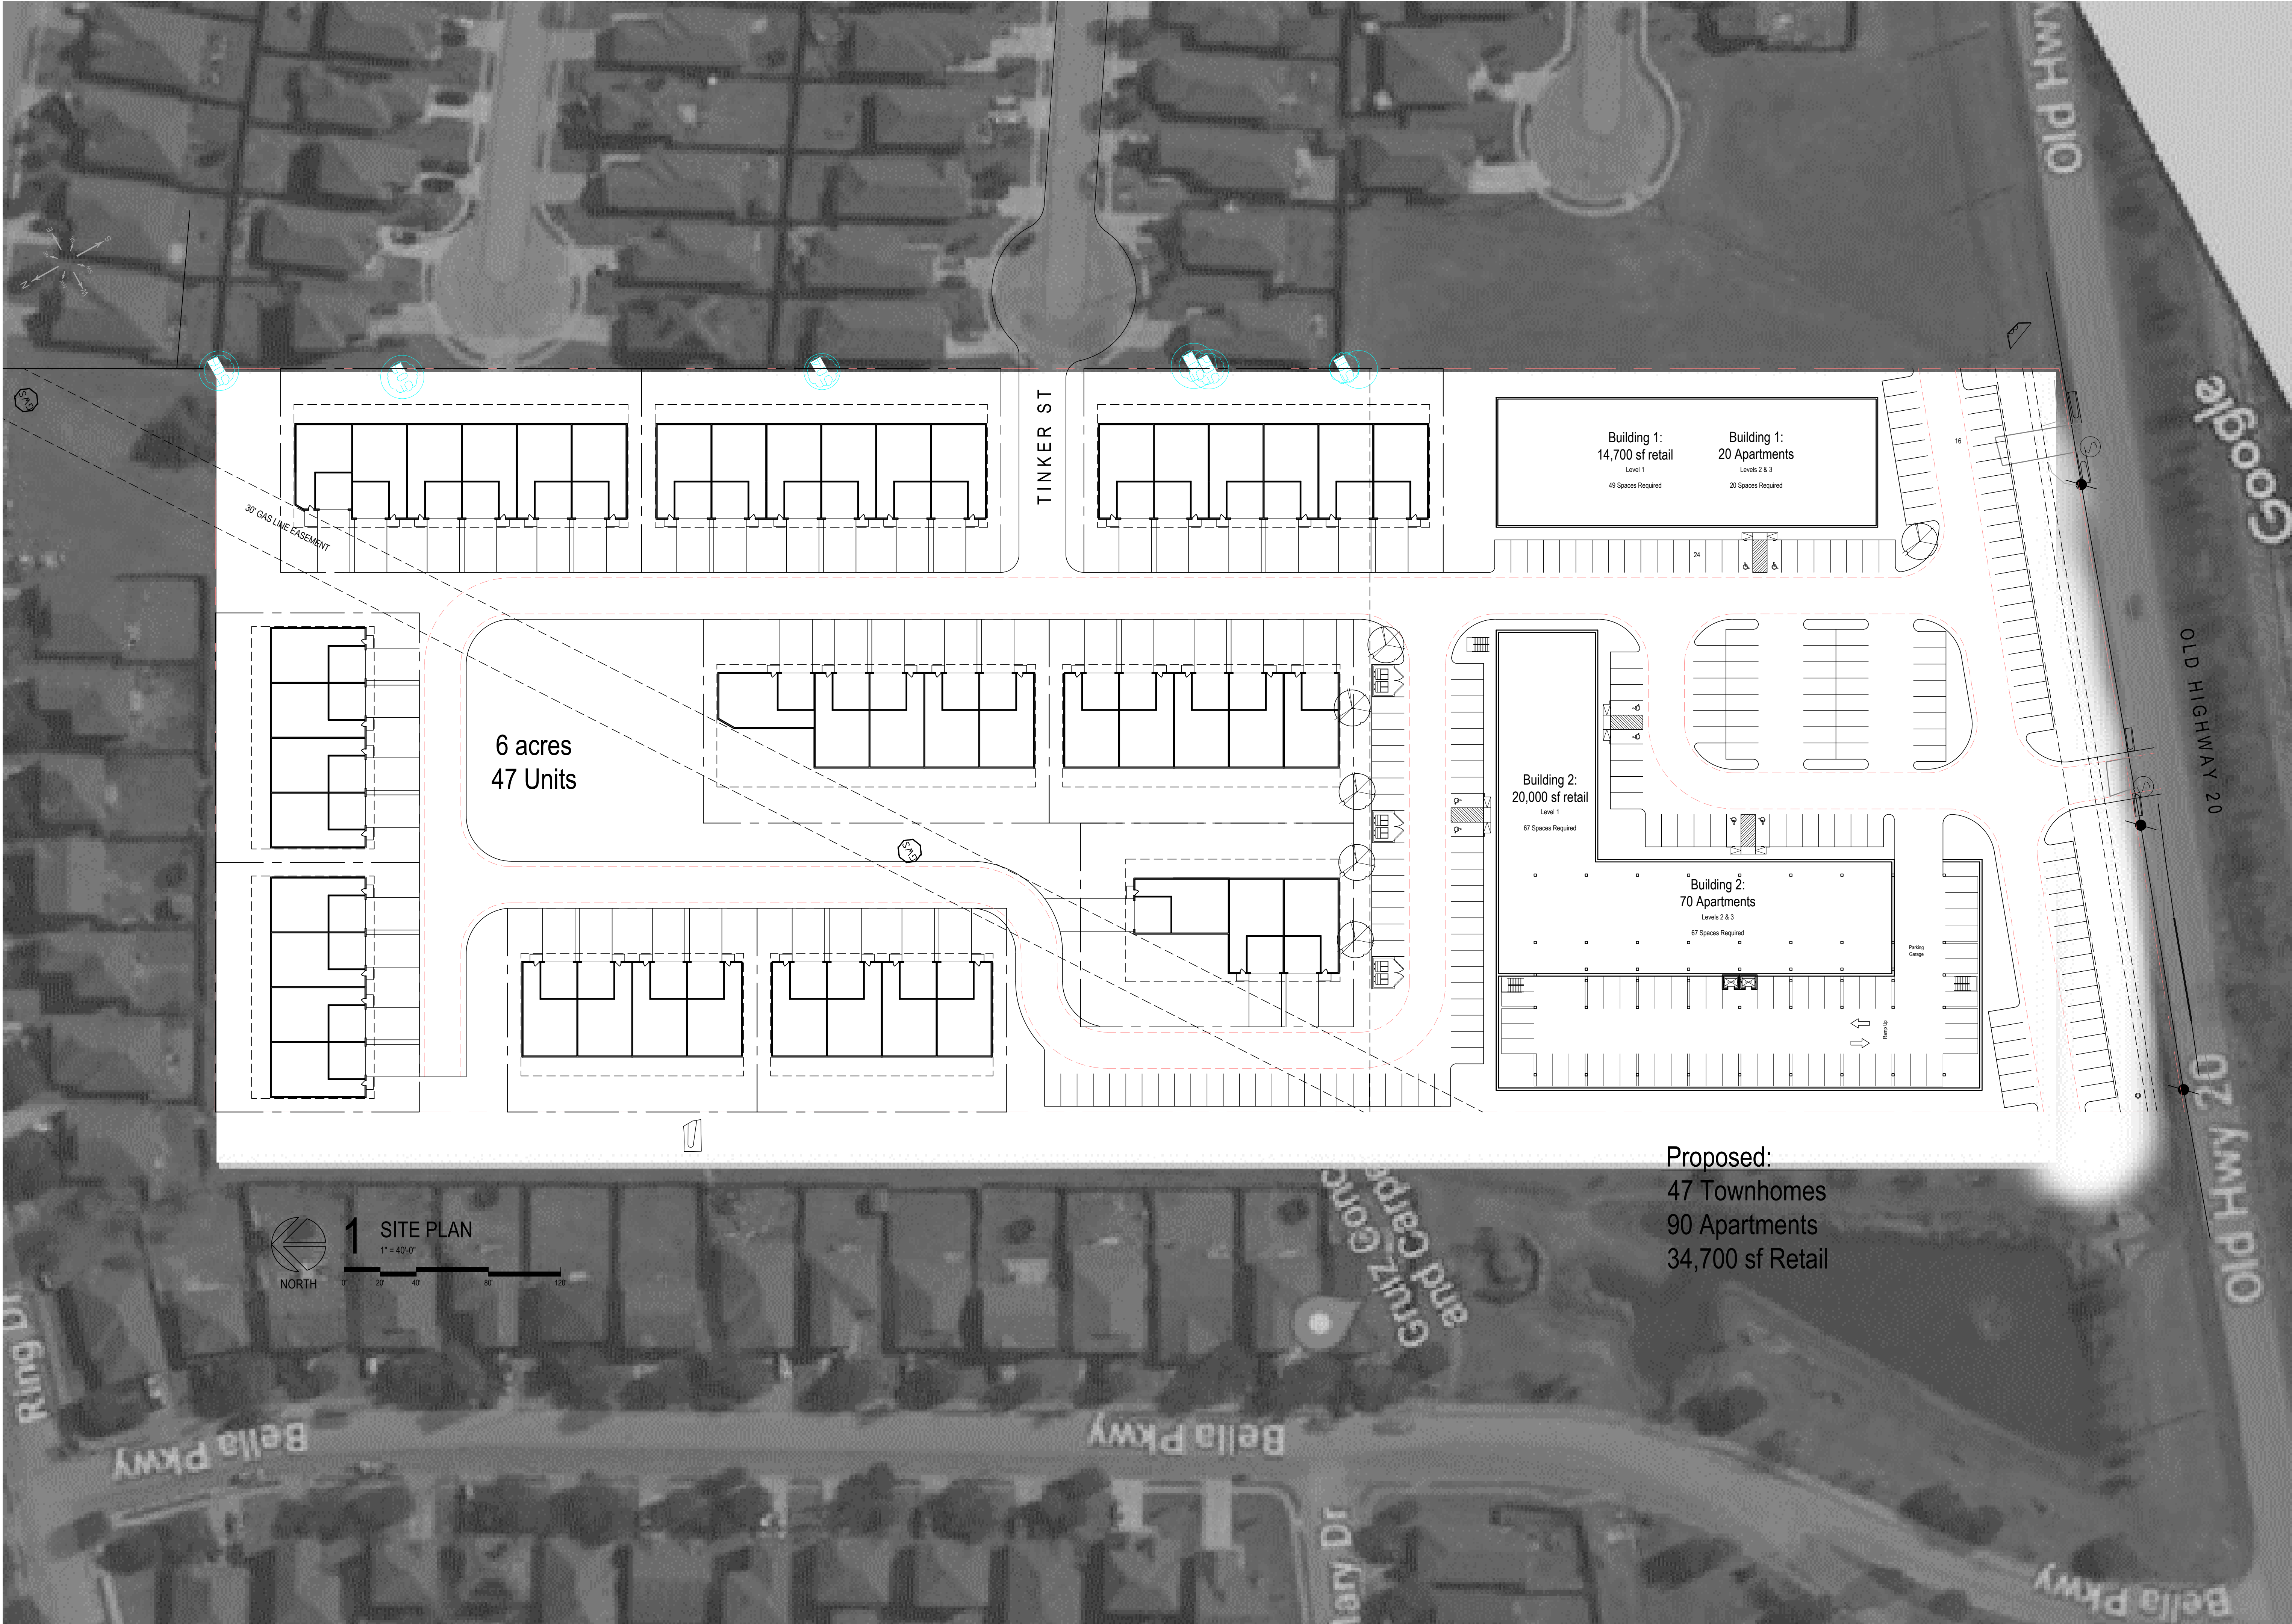 Old Hwy
Google
TINKER ST
Building 1:
14,700 sf retail
Level 1
49 Spaces Required
Building 1:
20 Apartments
Levels 2 & 3
20 Spaces Required
16
24
30' GAS LINE EASEMENT
OLD HIGHWAY 20
6 acres
47 Units
Building 2:
20,000 sf retail
Level 1
67 Spaces Required
Building 2:
70 Apartments
Levels 2 & 3
67 Spaces Required
Parking
Garage
Ramp Up
Old Hwy 20
Proposed:
47 Townhomes
90 Apartments
34,700 sf Retail
NORTH
1 SITE PLAN
1" = 40'-0"
0' 20' 40' 80' 120'
Ring Dr
Bella Pkwy
Bella Pkwy
Bella Pkwy